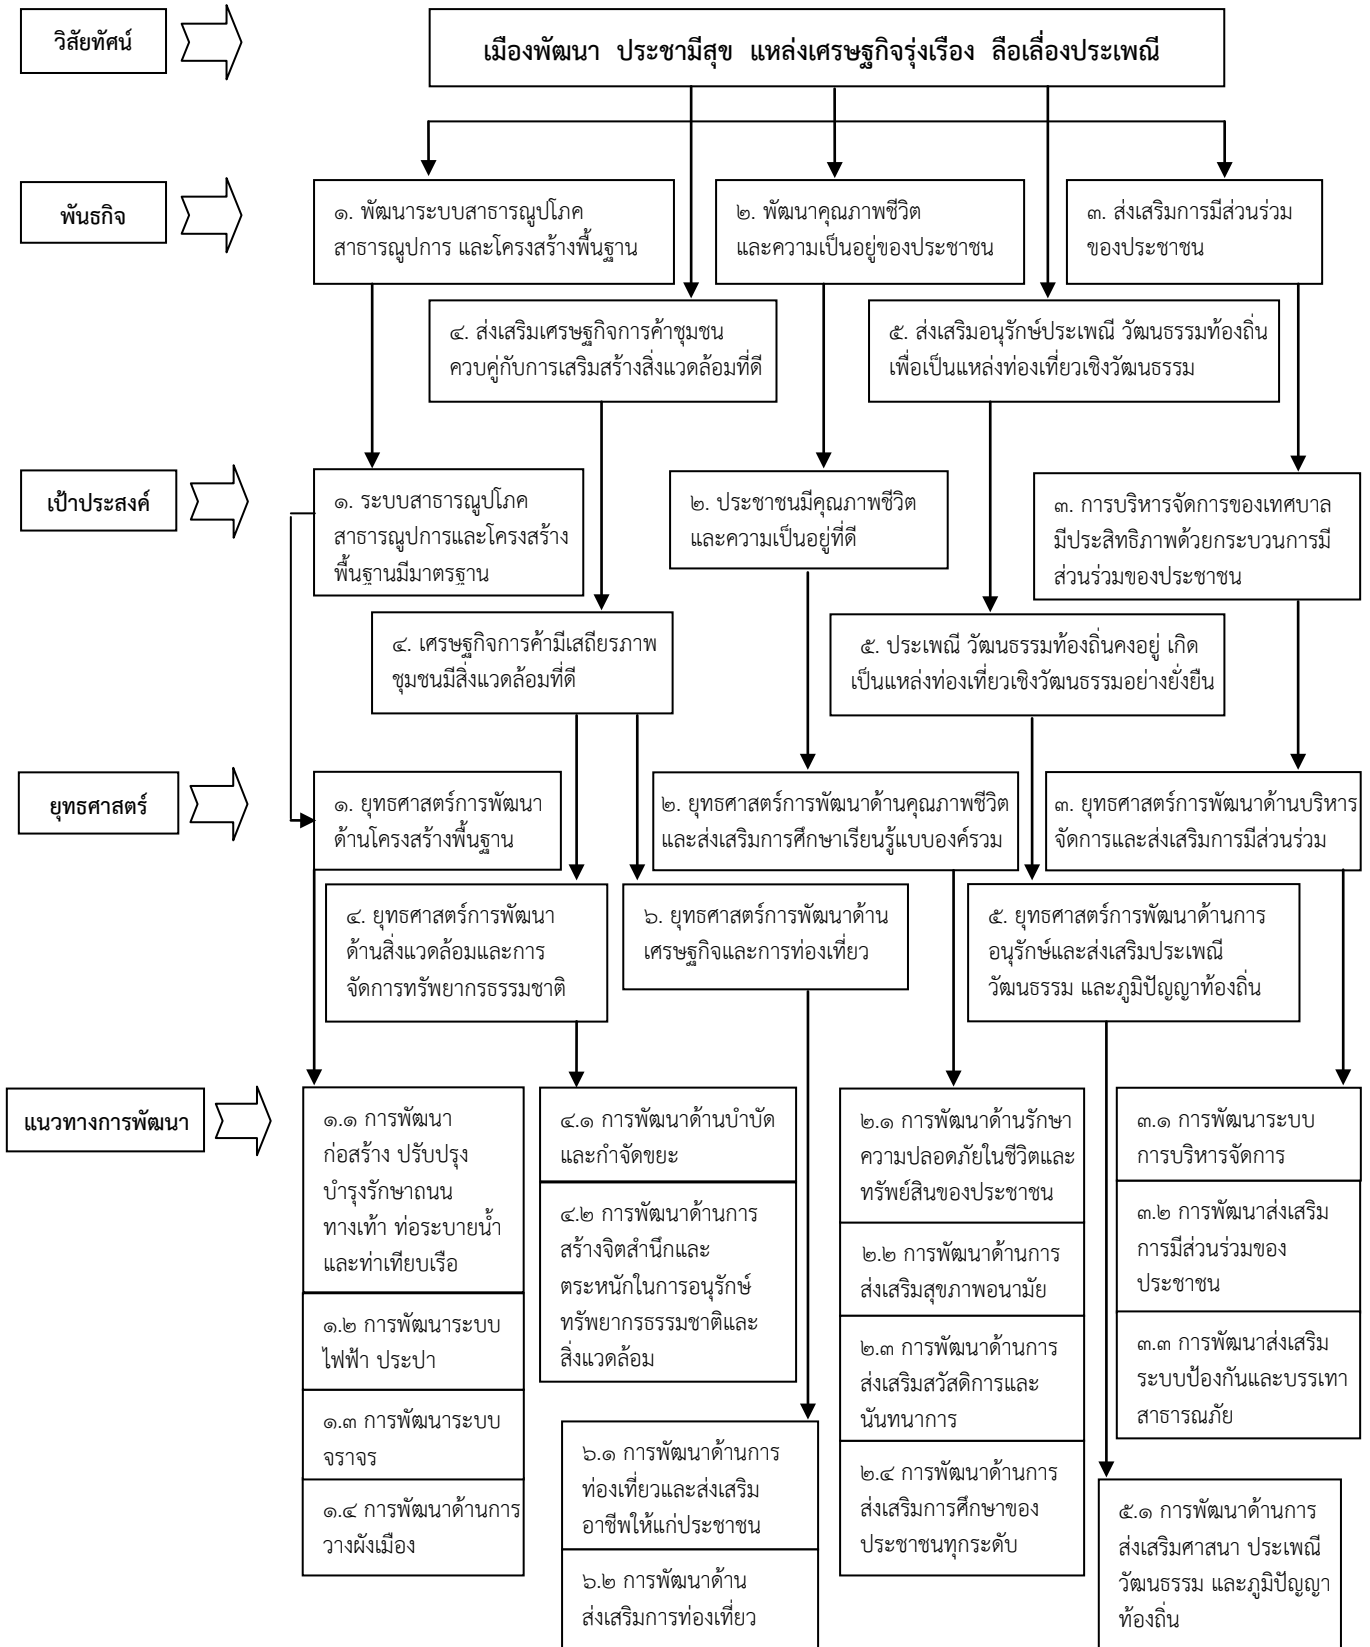 วิสัยทัศน์
เมืองพัฒนา ประชามีสุข แหล่งเศรษฐกิจรุ่งเรือง ลือเลื่องประเพณี
พันธกิจ
๑. พัฒนาระบบสาธารณูปโภค
สาธารณูปการ และโครงสร้างพื้นฐาน
๒. พัฒนาคุณภาพชีวิต
และความเป็นอยู่ของประชาชน
๓. ส่งเสริมการมีส่วนร่วม
ของประชาชน
๔. ส่งเสริมเศรษฐกิจการค้าชุมชน
ควบคู่กับการเสริมสร้างสิ่งแวดล้อมที่ดี
๕. ส่งเสริมอนุรักษ์ประเพณี วัฒนธรรมท้องถิ่น
เพื่อเป็นแหล่งท่องเที่ยวเชิงวัฒนธรรม
เป้าประสงค์
๑. ระบบสาธารณูปโภค
สาธารณูปการและโครงสร้าง
พื้นฐานมีมาตรฐาน
๒. ประชาชนมีคุณภาพชีวิต
และความเป็นอยู่ที่ดี
๓. การบริหารจัดการของเทศบาล
มีประสิทธิภาพด้วยกระบวนการมี
ส่วนร่วมของประชาชน
๔. เศรษฐกิจการค้ามีเสถียรภาพ
ชุมชนมีสิ่งแวดล้อมที่ดี
๕. ประเพณี วัฒนธรรมท้องถิ่นคงอยู่ เกิด
เป็นแหล่งท่องเที่ยวเชิงวัฒนธรรมอย่างยั่งยืน
ยุทธศาสตร์
๑. ยุทธศาสตร์การพัฒนา
ด้านโครงสร้างพื้นฐาน
๒. ยุทธศาสตร์การพัฒนาด้านคุณภาพชีวิต
และส่งเสริมการศึกษาเรียนรู้แบบองค์รวม
๓. ยุทธศาสตร์การพัฒนาด้านบริหาร
จัดการและส่งเสริมการมีส่วนร่วม
๔. ยุทธศาสตร์การพัฒนา
ด้านสิ่งแวดล้อมและการ
จัดการทรัพยากรธรรมชาติ
๖. ยุทธศาสตร์การพัฒนาด้าน
เศรษฐกิจและการท่องเที่ยว
๕. ยุทธศาสตร์การพัฒนาด้านการ
อนุรักษ์และส่งเสริมประเพณี
วัฒนธรรม และภูมิปัญญาท้องถิ่น
แนวทางการพัฒนา
๑.๑ การพัฒนา
ก่อสร้าง ปรับปรุง
บำรุงรักษาถนน
ทางเท้า ท่อระบายน้ำ
และท่าเทียบเรือ
๑.๒ การพัฒนาระบบ
ไฟฟ้า ประปา
๑.๓ การพัฒนาระบบ
จราจร
๑.๔ การพัฒนาด้านการ
วางผังเมือง
๔.๑ การพัฒนาด้านบำบัด
และกำจัดขยะ
๔.๒ การพัฒนาด้านการ
สร้างจิตสำนึกและ
ตระหนักในการอนุรักษ์
ทรัพยากรธรรมชาติและ
สิ่งแวดล้อม
๖.๑ การพัฒนาด้านการ
ท่องเที่ยวและส่งเสริม
อาชีพให้แก่ประชาชน
๖.๒ การพัฒนาด้าน
ส่งเสริมการท่องเที่ยว
๒.๑ การพัฒนาด้านรักษา
ความปลอดภัยในชีวิตและ
ทรัพย์สินของประชาชน
๒.๒ การพัฒนาด้านการ
ส่งเสริมสุขภาพอนามัย
๒.๓ การพัฒนาด้านการ
ส่งเสริมสวัสดิการและ
นันทนาการ
๒.๔ การพัฒนาด้านการ
ส่งเสริมการศึกษาของ
ประชาชนทุกระดับ
๓.๑ การพัฒนาระบบ
การบริหารจัดการ
๓.๒ การพัฒนาส่งเสริม
การมีส่วนร่วมของ
ประชาชน
๓.๓ การพัฒนาส่งเสริม
ระบบป้องกันและบรรเทา
สาธารณภัย
๕.๑ การพัฒนาด้านการ
ส่งเสริมศาสนา ประเพณี
วัฒนธรรม และภูมิปัญญา
ท้องถิ่น